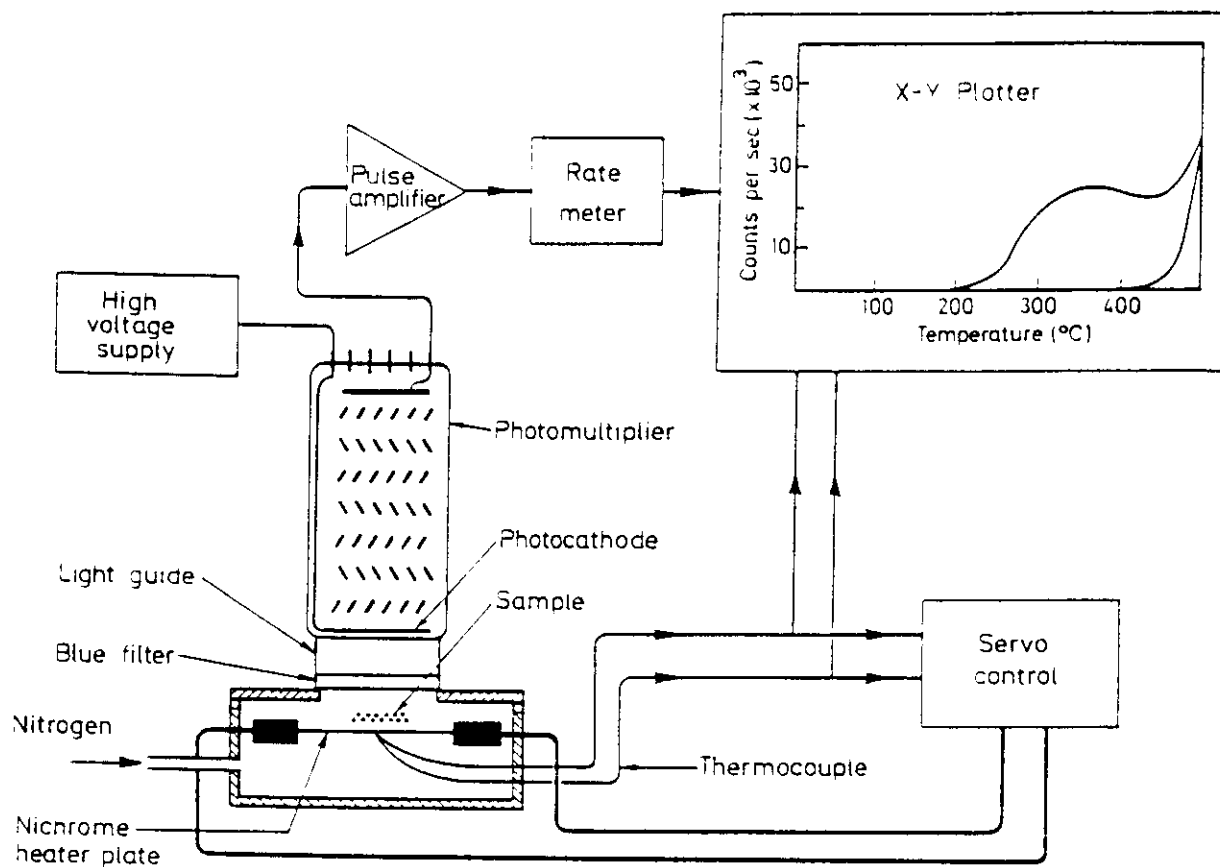 X-Y Plotter
Counts per sec (x10³)
50
30
10
100 200 300 400
Temperature (°C)
Pulse
amplifier
Rate
meter
High
voltage
supply
Photomultiplier
Photocathode
Light guide
Sample
Blue filter
Servo
control
Nitrogen
Thermocouple
Nichrome
heater plate